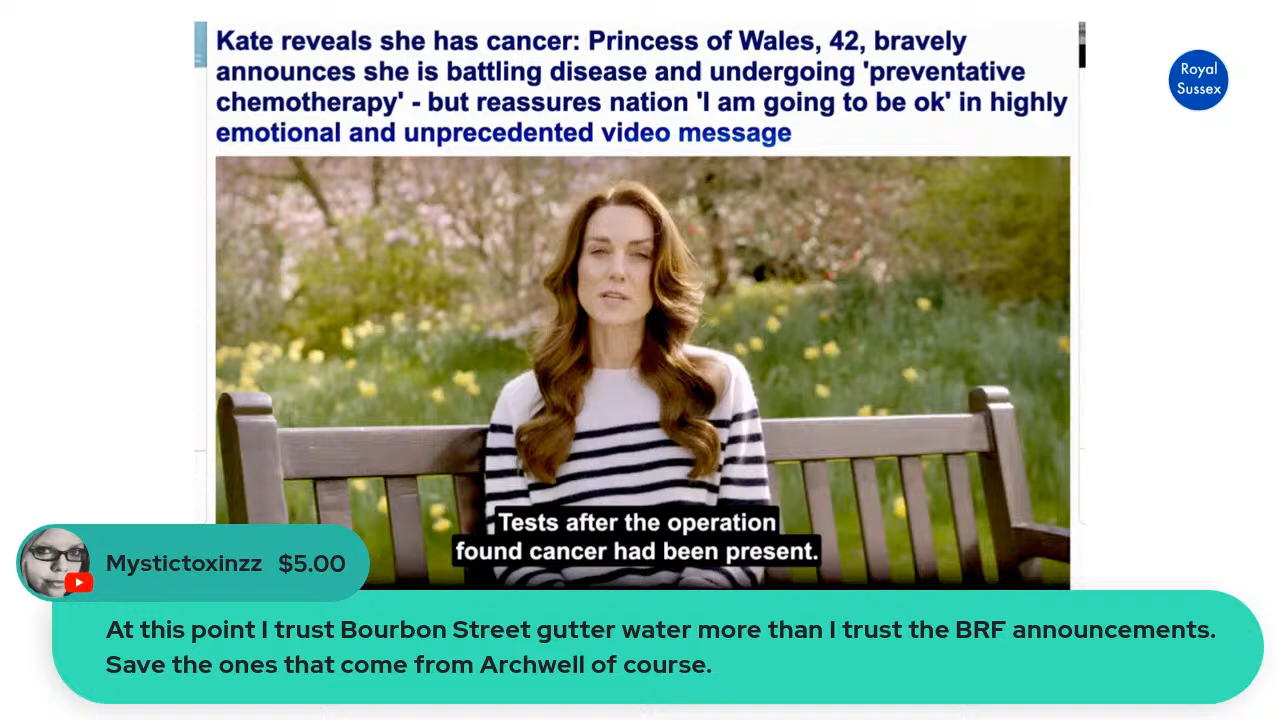 Kate reveals she has cancer: Princess of Wales, 42, bravely
announces she is battling disease and undergoing 'preventative
chemotherapy' - but reassures nation 'I am going to be ok' in highly
emotional and unprecedented video message
Royal
Sussex
Tests after the operation
found cancer had been present.
Mystictoxinzz $5.00
At this point I trust Bourbon Street gutter water more than I trust the BRF announcements.
Save the ones that come from Archwell of course.